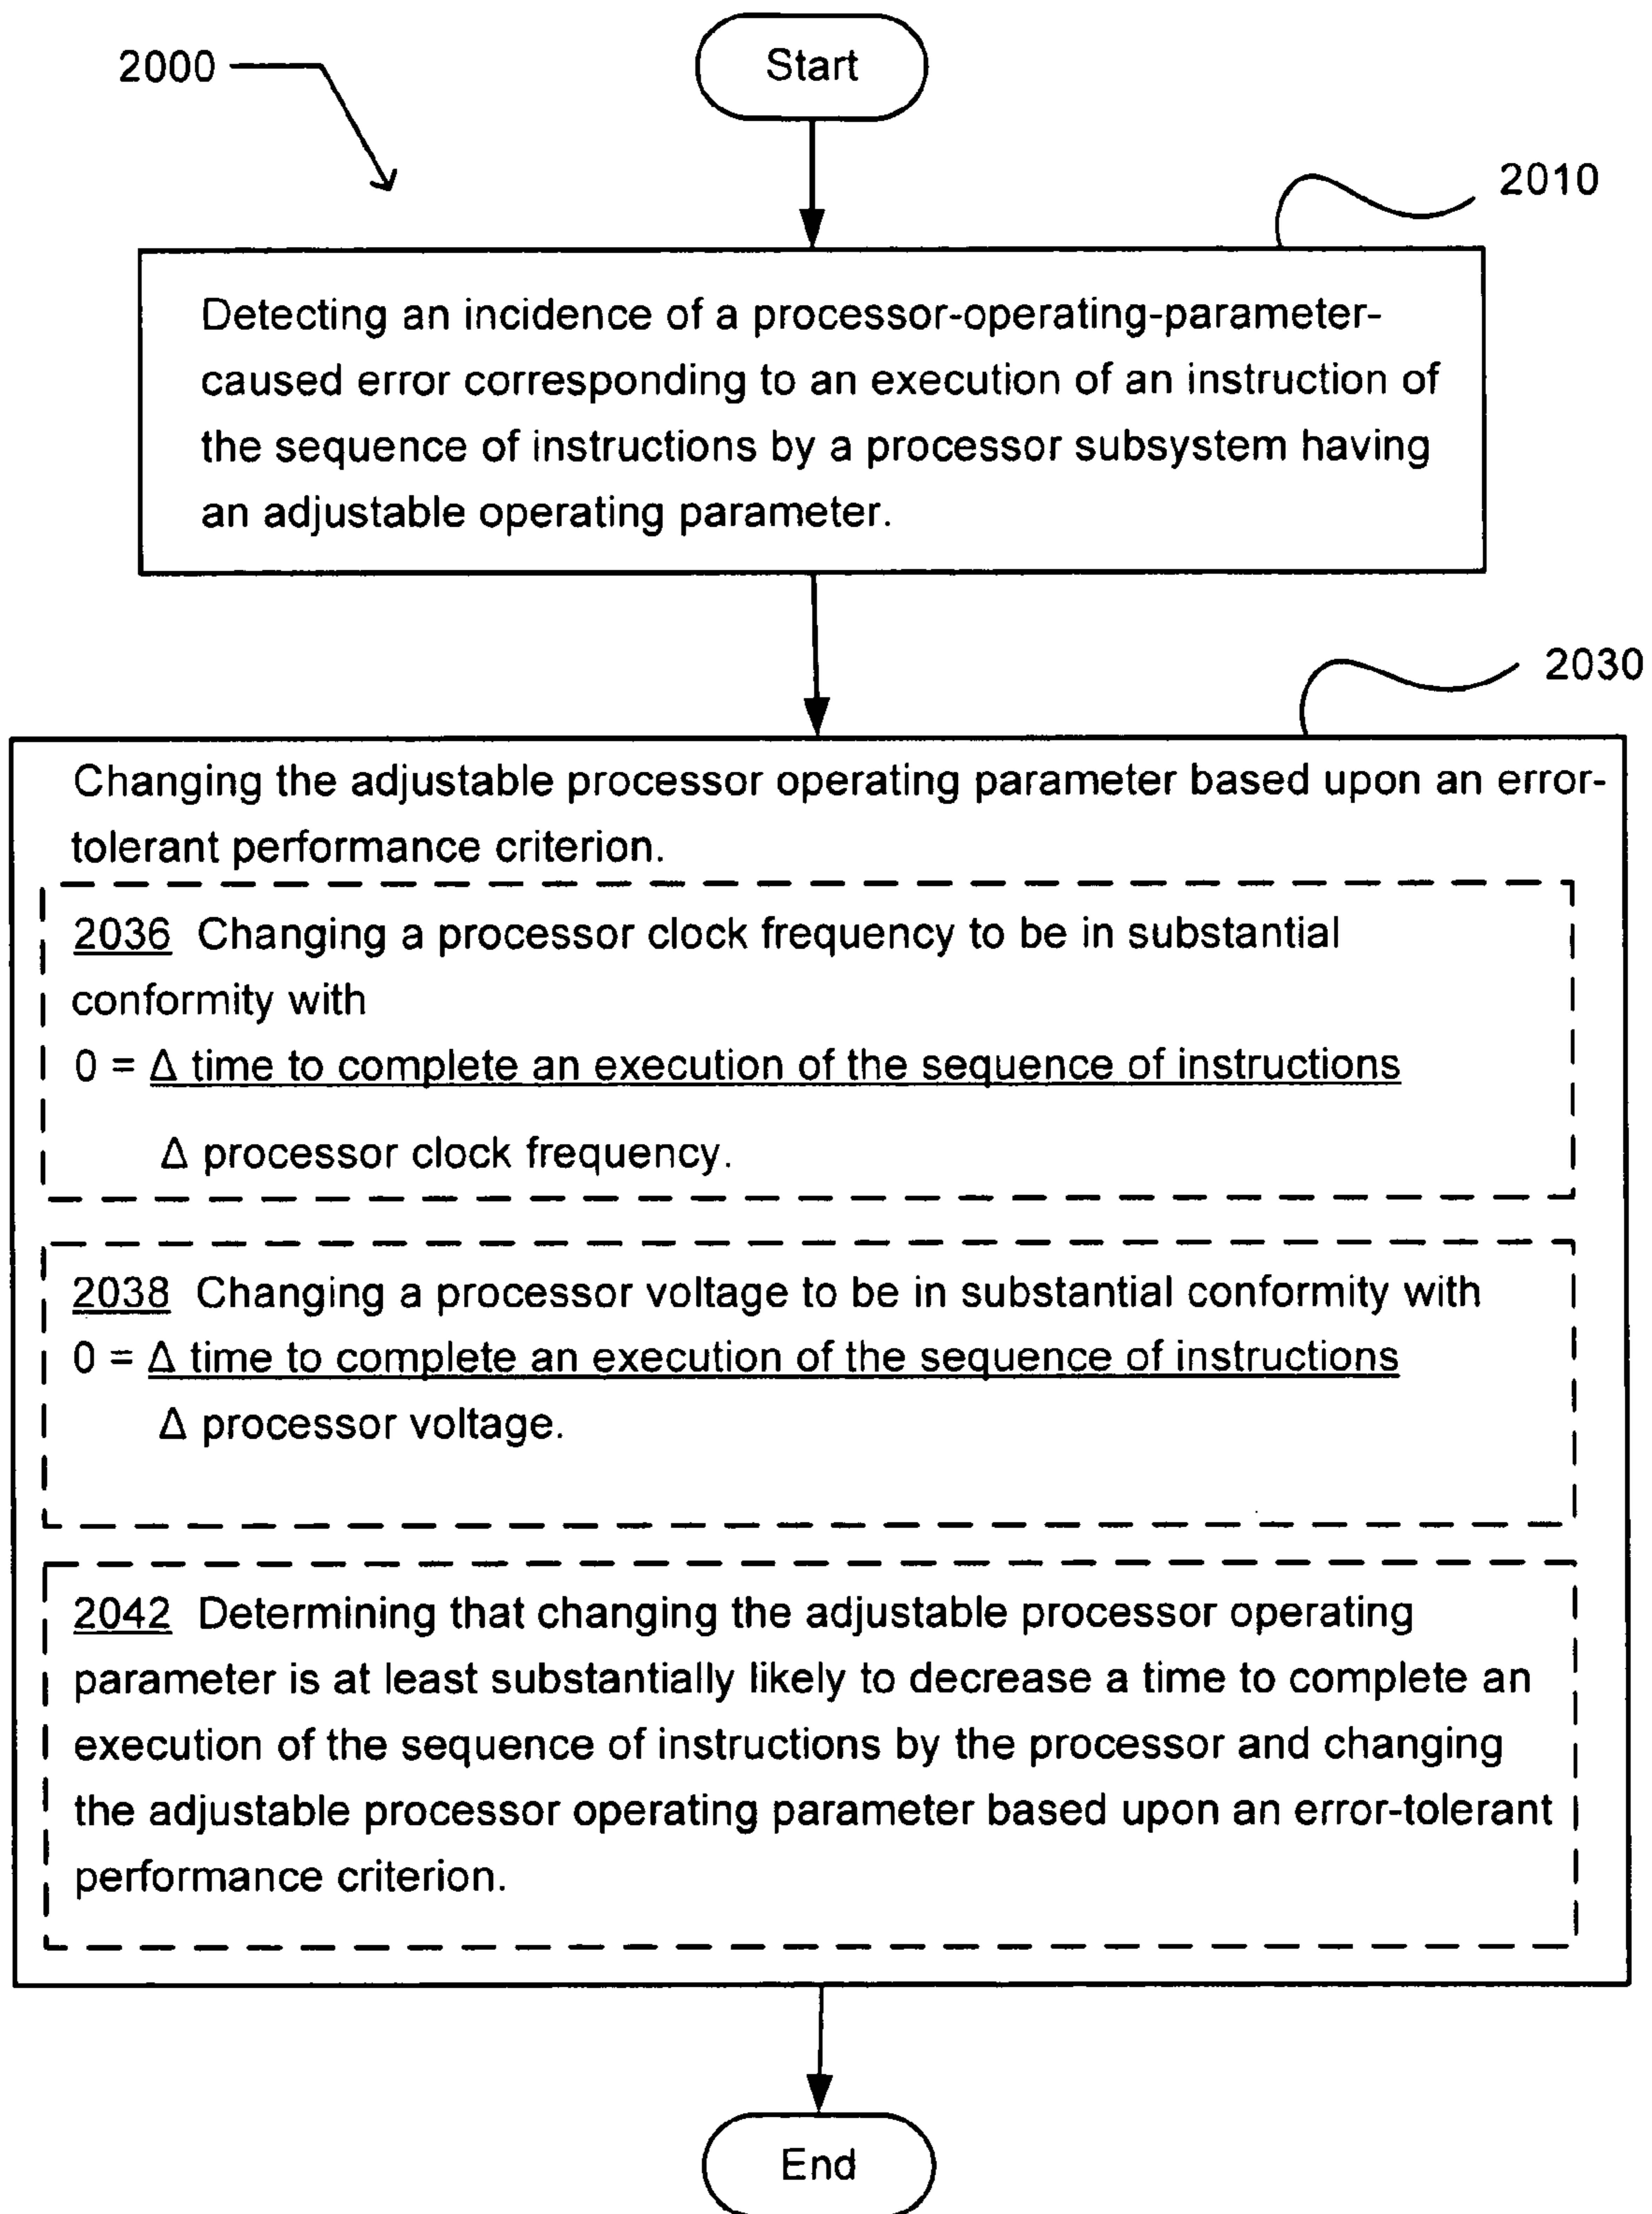 2000
Start
2010
Detecting an incidence of a processor-operating-parameter-
caused error corresponding to an execution of an instruction of
the sequence of instructions by a processor subsystem having
an adjustable operating parameter.
2030
Changing the adjustable processor operating parameter based upon an error-
tolerant performance criterion.
2036 Changing a processor clock frequency to be in substantial
conformity with
0 = Δ time to complete an execution of the sequence of instructions
Δ processor clock frequency.
2038 Changing a processor voltage to be in substantial conformity with
0 = Δ time to complete an execution of the sequence of instructions
Δ processor voltage.
2042 Determining that changing the adjustable processor operating
parameter is at least substantially likely to decrease a time to complete an
execution of the sequence of instructions by the processor and changing
the adjustable processor operating parameter based upon an error-tolerant
performance criterion.
End